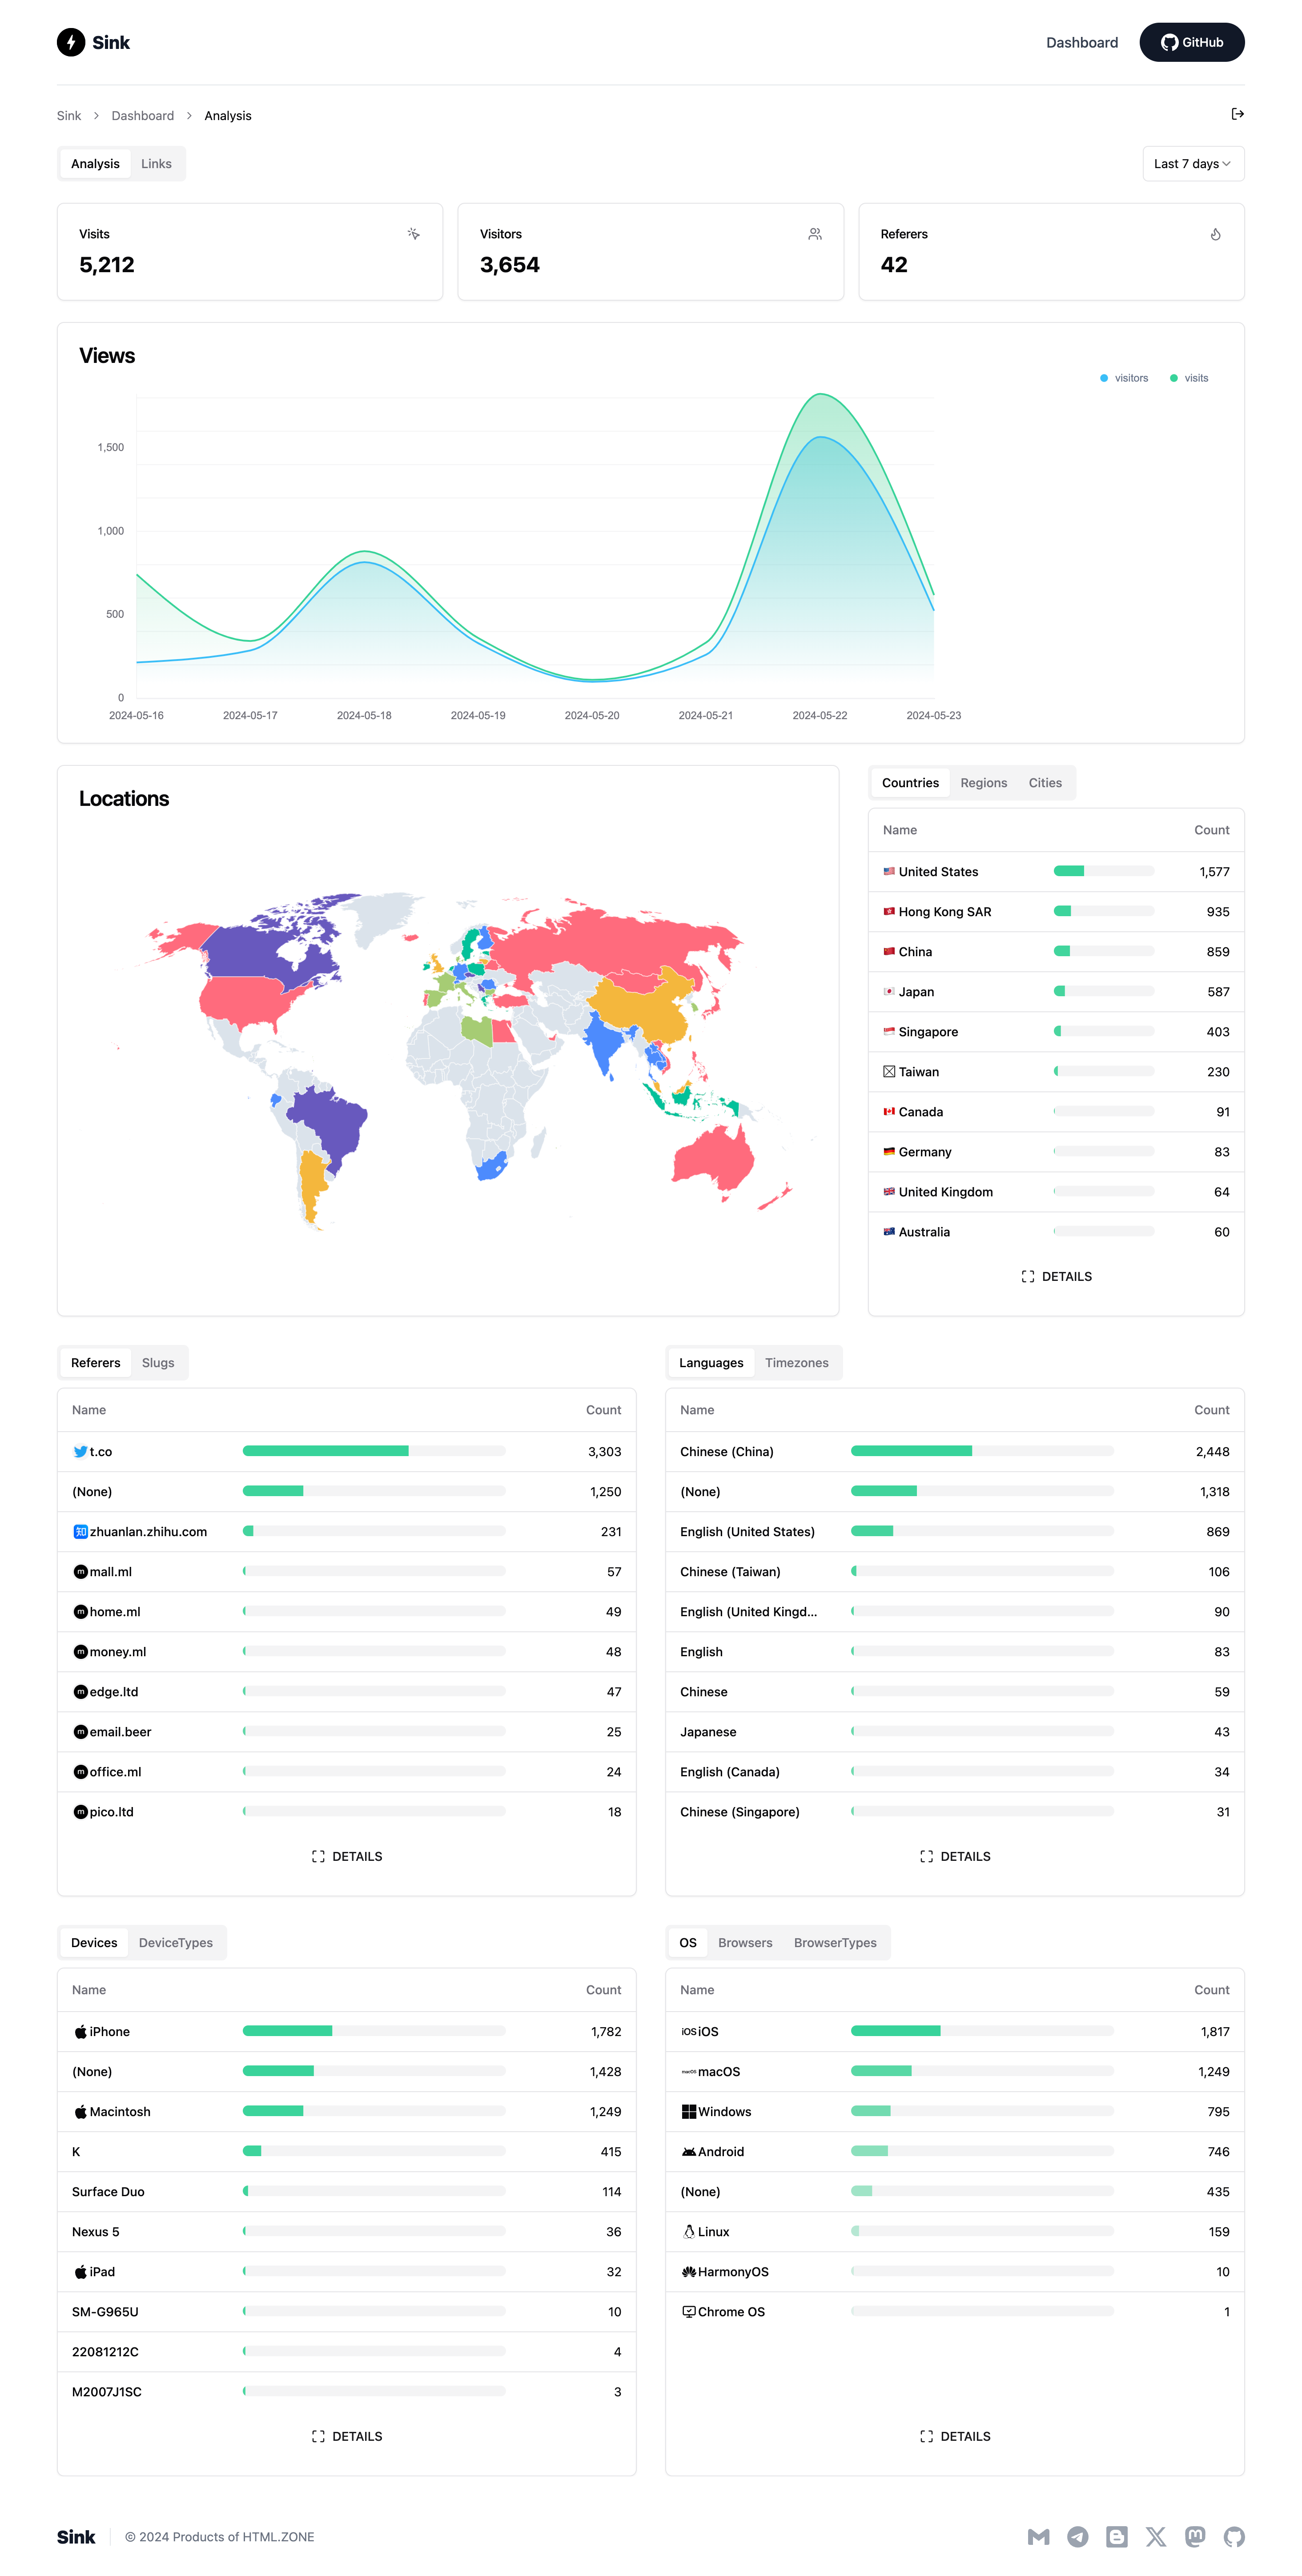 Sink
Dashboard
GitHub
Sink > Dashboard > Analysis
Analysis Links
Last 7 days
Visits
5,212
Visitors
3,654
Referers
42
Views
visitors visits
1,500
1,000
500
0
2024-05-16 2024-05-17 2024-05-18 2024-05-19 2024-05-20 2024-05-21 2024-05-22 2024-05-23
Locations
Countries Regions Cities
Name Count
United States 1,577
Hong Kong SAR 935
China 859
Japan 587
Singapore 403
Taiwan 230
Canada 91
Germany 83
United Kingdom 64
Australia 60
DETAILS
Referers Slugs
Name Count
t.co 3,303
(None) 1,250
知 zhuanlan.zhihu.com 231
m mall.ml 57
m home.ml 49
m money.ml 48
m edge.ltd 47
m email.beer 25
m office.ml 24
m pico.ltd 18
DETAILS
Languages Timezones
Name Count
Chinese (China) 2,448
(None) 1,318
English (United States) 869
Chinese (Taiwan) 106
English (United Kingd... 90
English 83
Chinese 59
Japanese 43
English (Canada) 34
Chinese (Singapore) 31
DETAILS
Devices DeviceTypes
Name Count
iPhone 1,782
(None) 1,428
Macintosh 1,249
K 415
Surface Duo 114
Nexus 5 36
iPad 32
SM-G965U 10
22081212C 4
M2007J1SC 3
DETAILS
OS Browsers BrowserTypes
Name Count
iOS iOS 1,817
macOS macOS 1,249
Windows 795
Android 746
(None) 435
Linux 159
HarmonyOS 10
Chrome OS 1
DETAILS
Sink © 2024 Products of HTML.ZONE